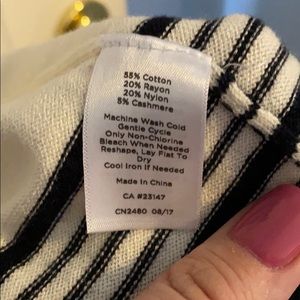 55% Cotton
20% Rayon
20% Nylon
5% Cashmere
Machine Wash Cold
Gentle Cycle
Only Non-Chlorine
Bleach When Needed
Reshape, Lay Flat To
Dry
Cool Iron If Needed
Made In China
CA #23147
CN2480 08/17